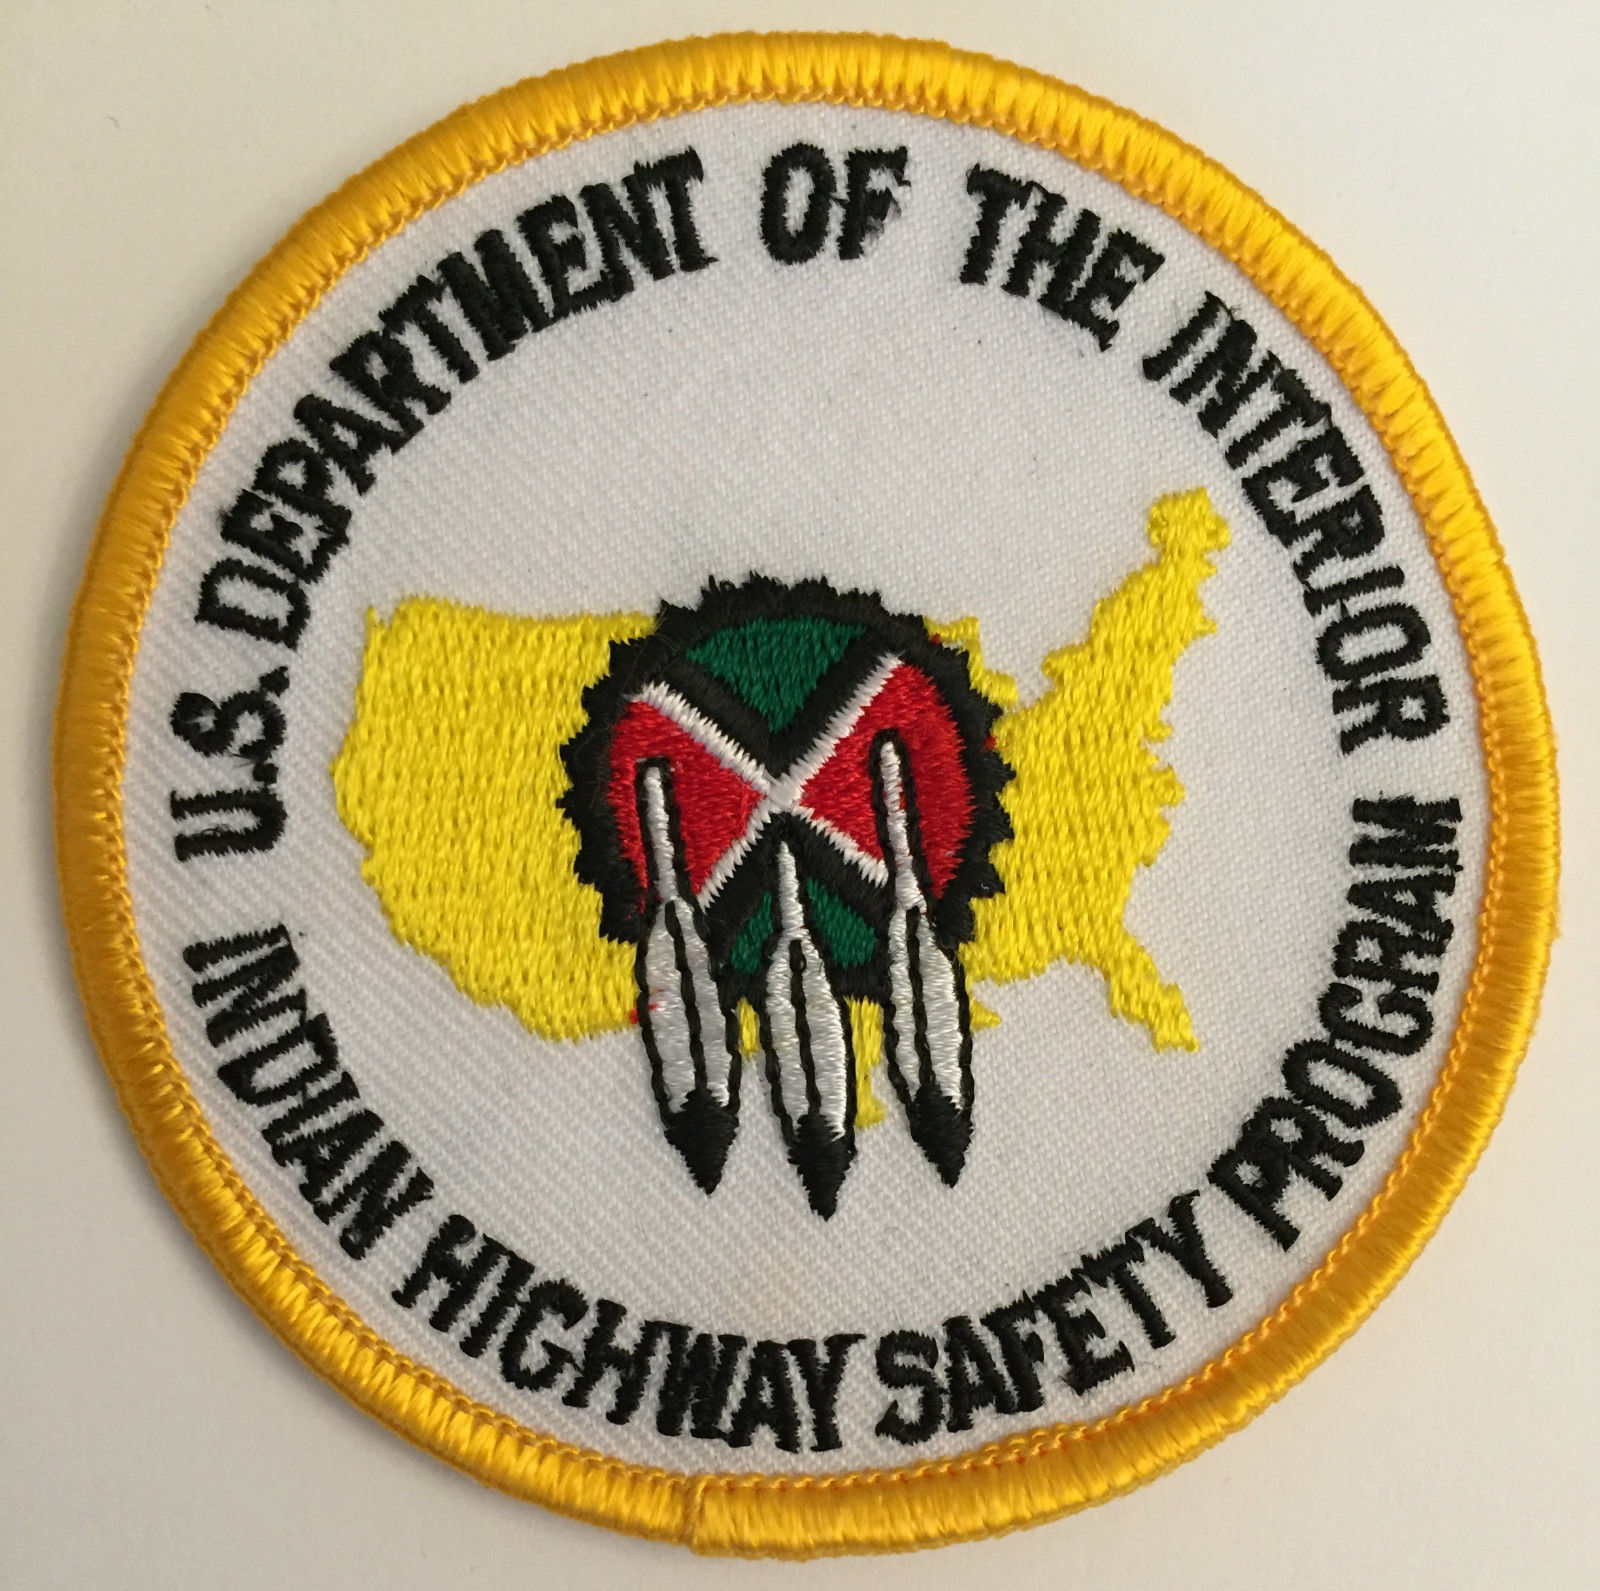 U.S. DEPARTMENT OF THE INTERIOR
INDIAN HIGHWAY SAFETY PROGRAM